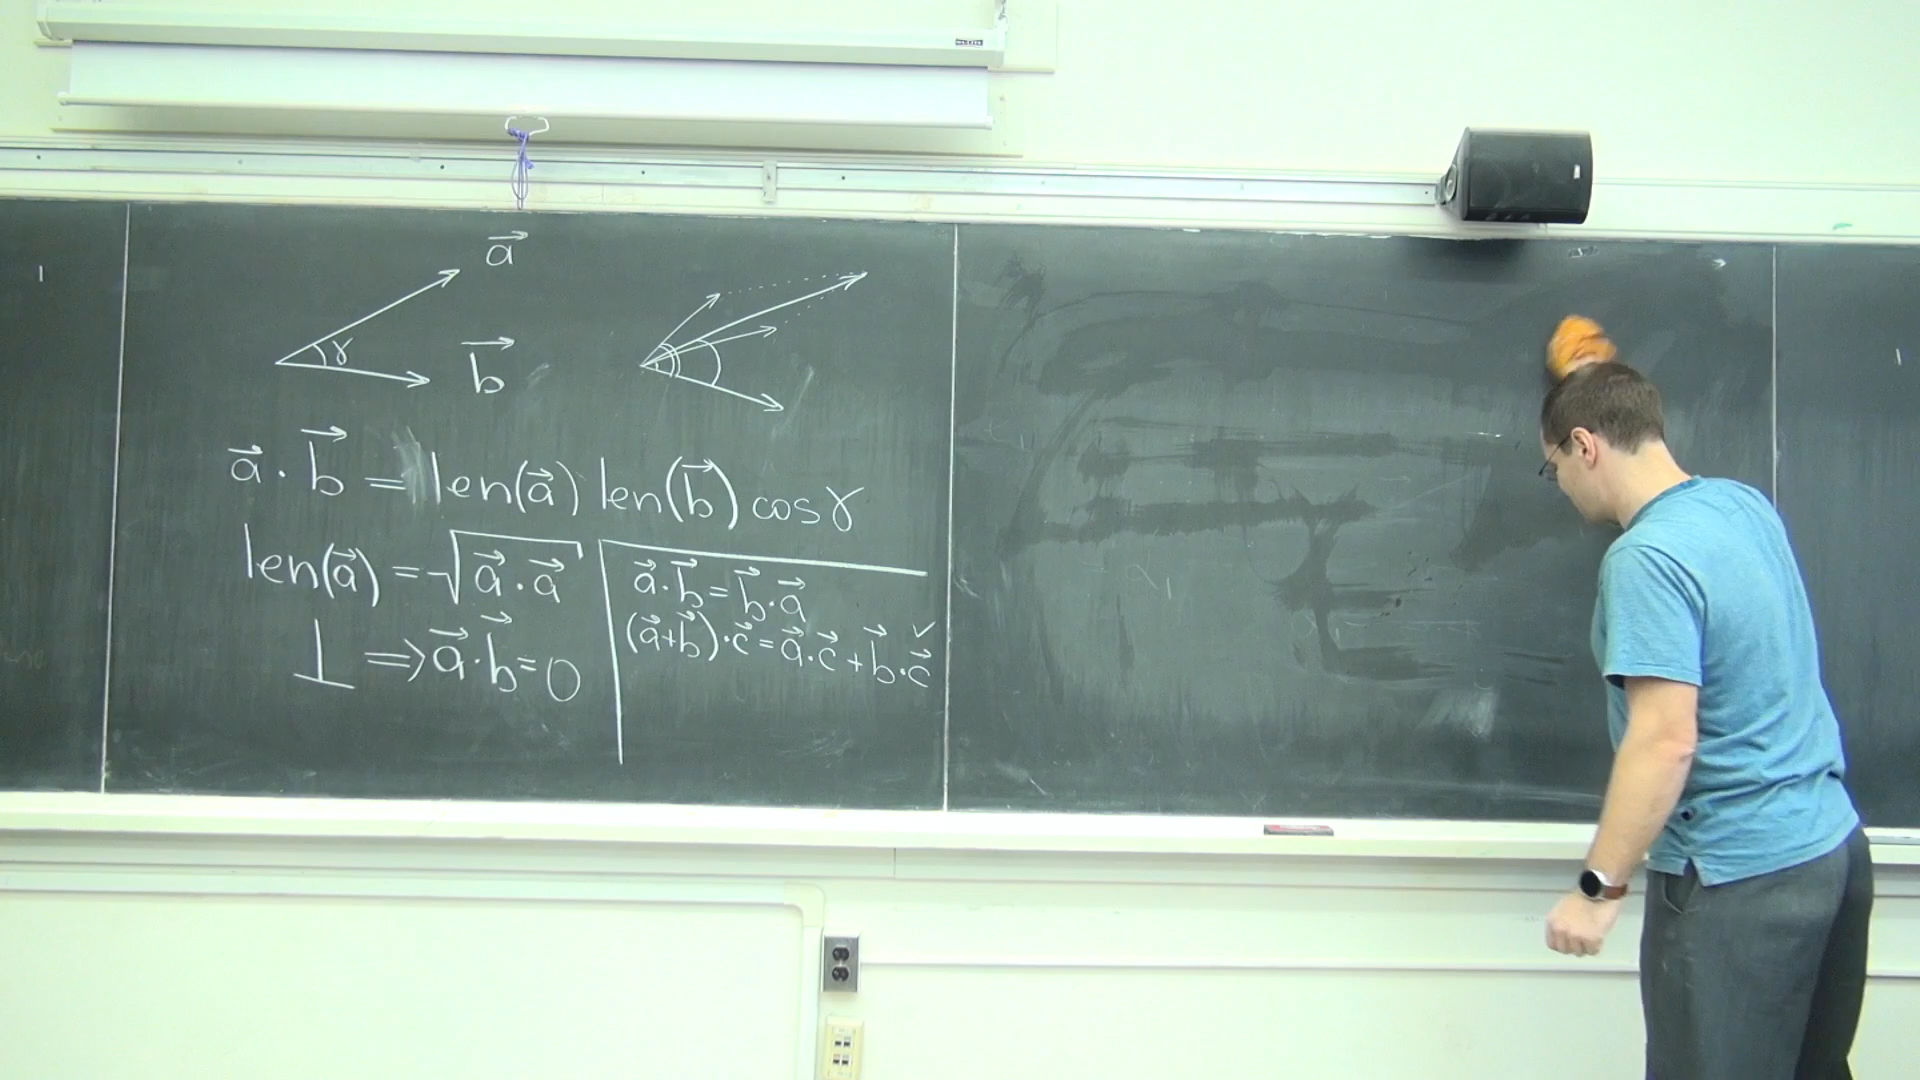 a⃗
γ
b⃗
a⃗ · b⃗ = len(a⃗) len(b⃗) cos γ
len(a⃗) = √(a⃗ · a⃗)
⊥ ⟹ a⃗ · b⃗ = 0
a⃗ · b⃗ = b⃗ · a⃗
(a⃗ + b⃗) · c⃗ = a⃗ · c⃗ + b⃗ · c⃗ ✓